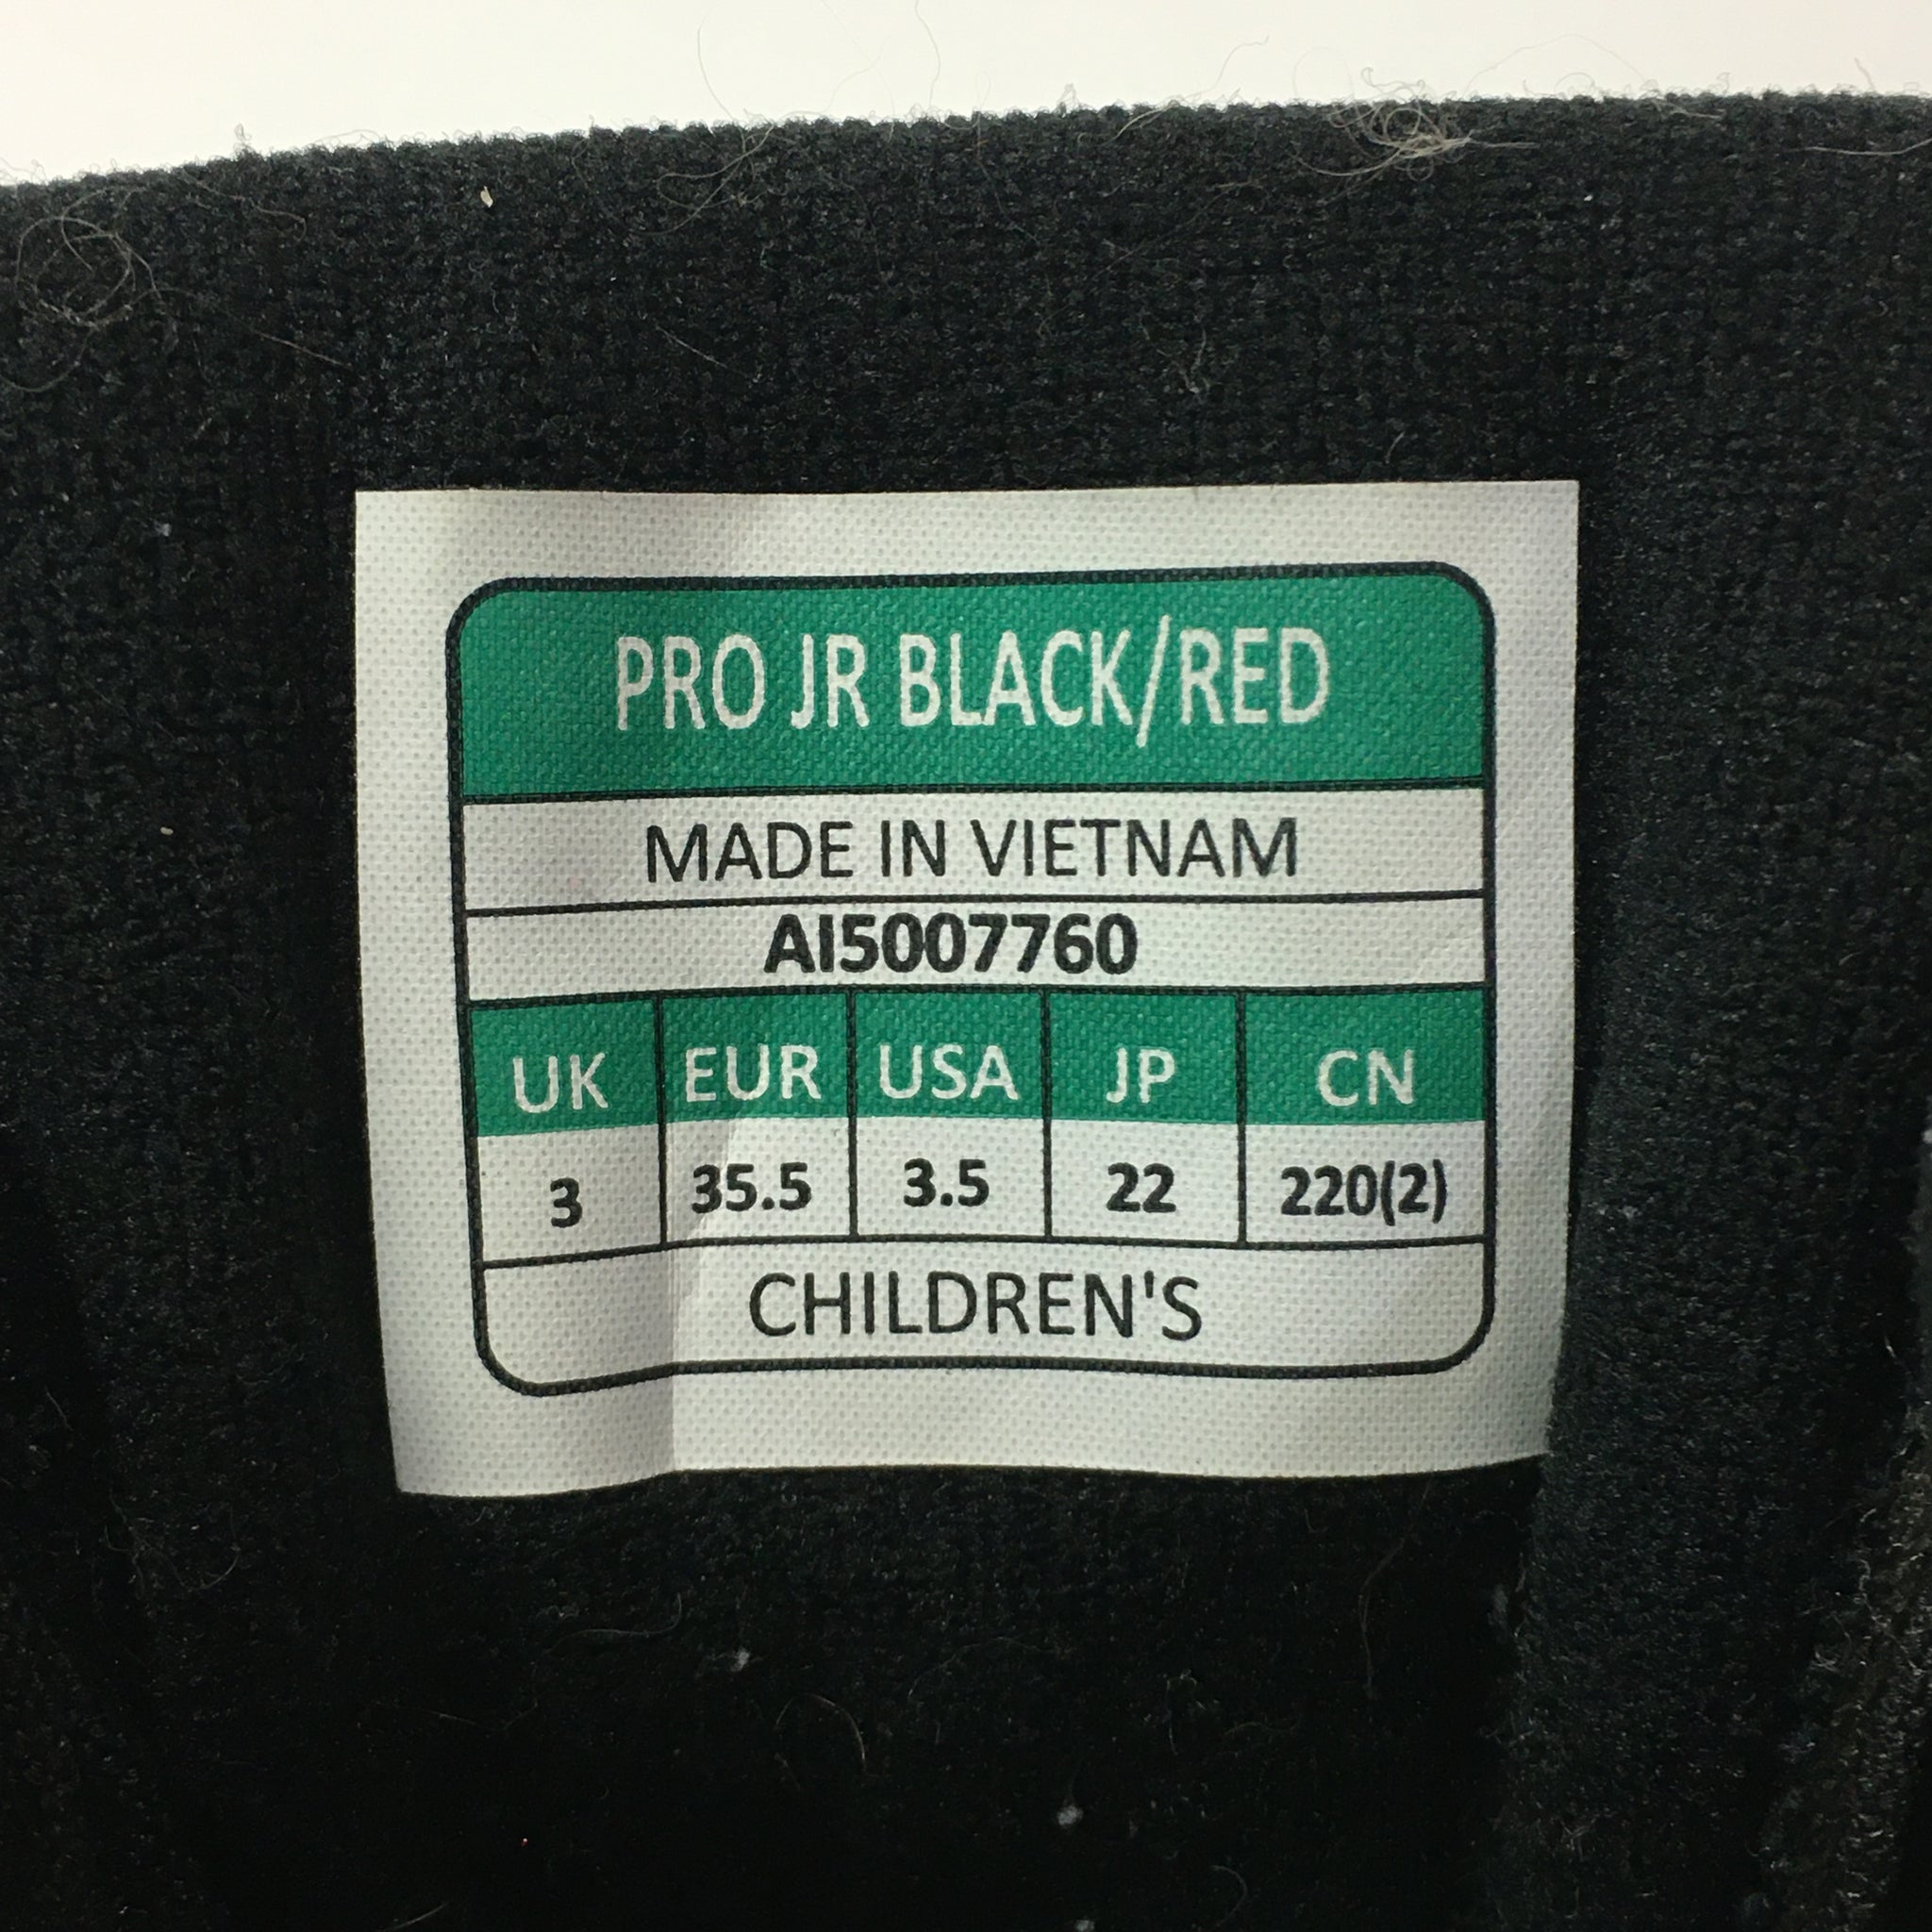 PRO JR BLACK/RED
MADE IN VIETNAM
AI5007760
UK EUR USA JP CN
3 35.5 3.5 22 220(2)
CHILDREN'S